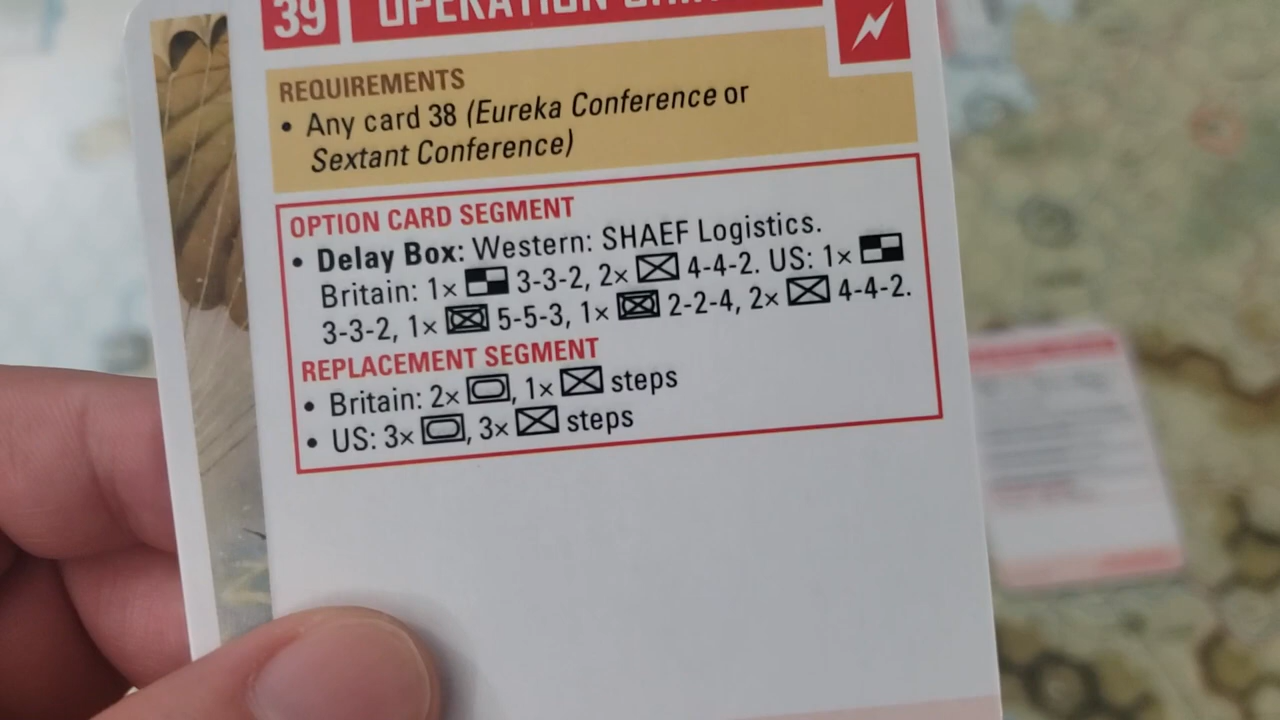 39 OPERATION
REQUIREMENTS
• Any card 38 (Eureka Conference or
Sextant Conference)
OPTION CARD SEGMENT
• Delay Box: Western: SHAEF Logistics.
Britain: 1× 3-3-2, 2× 4-4-2. US: 1×
3-3-2, 1× 5-5-3, 1× 2-2-4, 2× 4-4-2.
REPLACEMENT SEGMENT
• Britain: 2× , 1× steps
• US: 3× , 3× steps